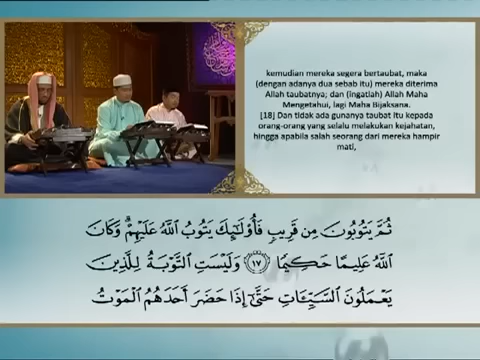 kemudian mereka segera bertaubat, maka
(dengan adanya dua sebab itu) mereka diterima
Allah taubatnya; dan (ingatlah) Allah Maha
Mengetahui, lagi Maha Bijaksana.
[18] Dan tidak ada gunanya taubat itu kepada
orang-orang yang selalu melakukan kejahatan,
hingga apabila salah seorang dari mereka hampir
mati,
ثُمَّ يَتُوبُونَ مِن قَرِيبٍ فَأُو۟لَـٰٓئِكَ يَتُوبُ ٱللَّهُ عَلَيْهِمْ ۗ وَكَانَ
ٱللَّهُ عَلِيمًا حَكِيمًا ﴿١٧﴾ وَلَيْسَتِ ٱلتَّوْبَةُ لِلَّذِينَ
يَعْمَلُونَ ٱلسَّيِّـَٔاتِ حَتَّىٰٓ إِذَا حَضَرَ أَحَدَهُمُ ٱلْمَوْتُ